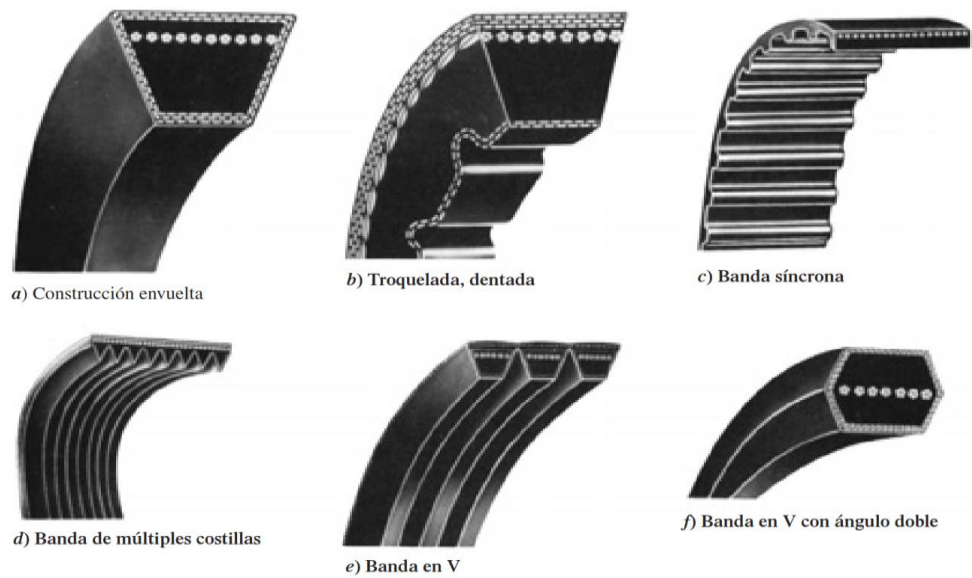 a) Construcción envuelta
b) Troquelada, dentada
c) Banda síncrona
d) Banda de múltiples costillas
e) Banda en V
f) Banda en V con ángulo doble